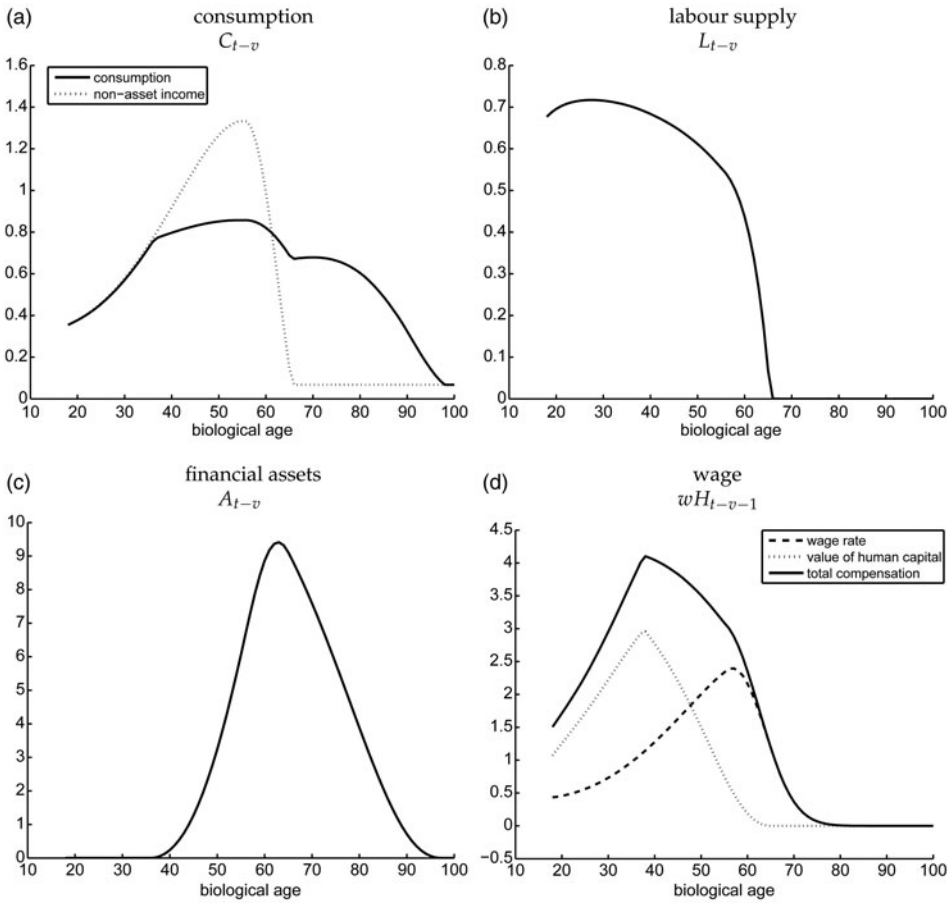 (a)
consumption
C_{t−v}
1.6
1.4
1.2
1
0.8
0.6
0.4
0.2
0
consumption
non−asset income
10 20 30 40 50 60 70 80 90 100
biological age
(b)
labour supply
L_{t−v}
0.8
0.7
0.6
0.5
0.4
0.3
0.2
0.1
0
10 20 30 40 50 60 70 80 90 100
biological age
(c)
financial assets
A_{t−v}
10
9
8
7
6
5
4
3
2
1
0
10 20 30 40 50 60 70 80 90 100
biological age
(d)
wage
wH_{t−v−1}
4.5
4
3.5
3
2.5
2
1.5
1
0.5
0
−0.5
wage rate
value of human capital
total compensation
10 20 30 40 50 60 70 80 90 100
biological age